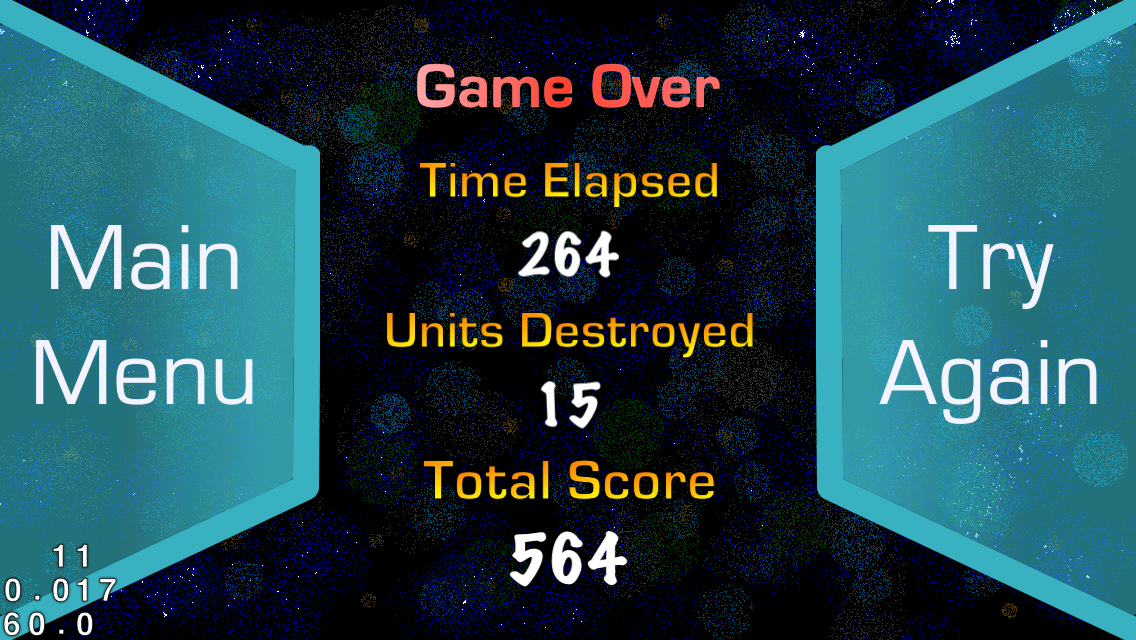 Game Over
Time Elapsed
264
Units Destroyed
15
Total Score
564
Main
Menu
Try
Again
11
0.017
60.0